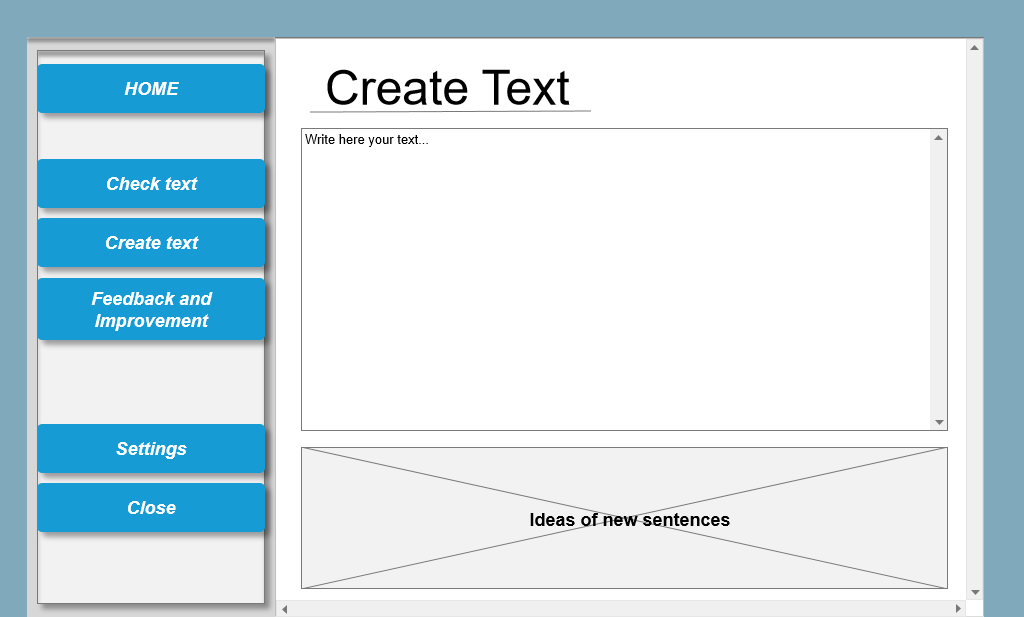 HOME
Check text
Create text
Feedback and
Improvement
Settings
Close
Create Text
Write here your text...
Ideas of new sentences